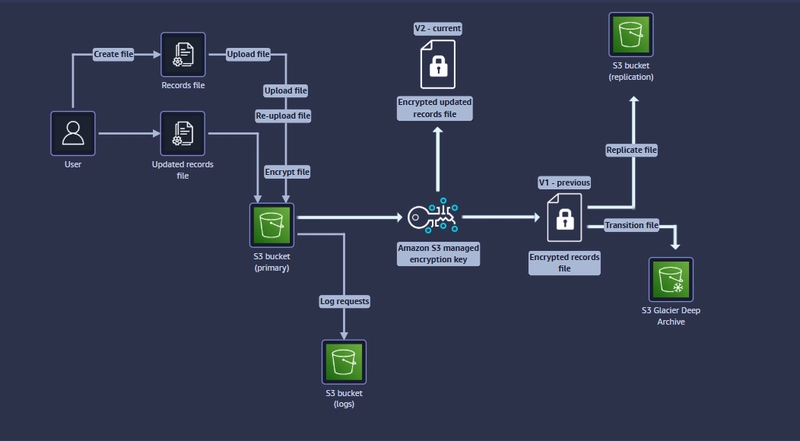 V2 - current
Create file
Upload file
Records file
S3 bucket
(replication)
Upload file
Re-upload file
Encrypted updated
records file
User
Updated records
file
Encrypt file
V1 - previous
Replicate file
S3 bucket
(primary)
Amazon S3 managed
encryption key
Encrypted records
file
Transition file
Log requests
S3 Glacier Deep
Archive
S3 bucket
(logs)